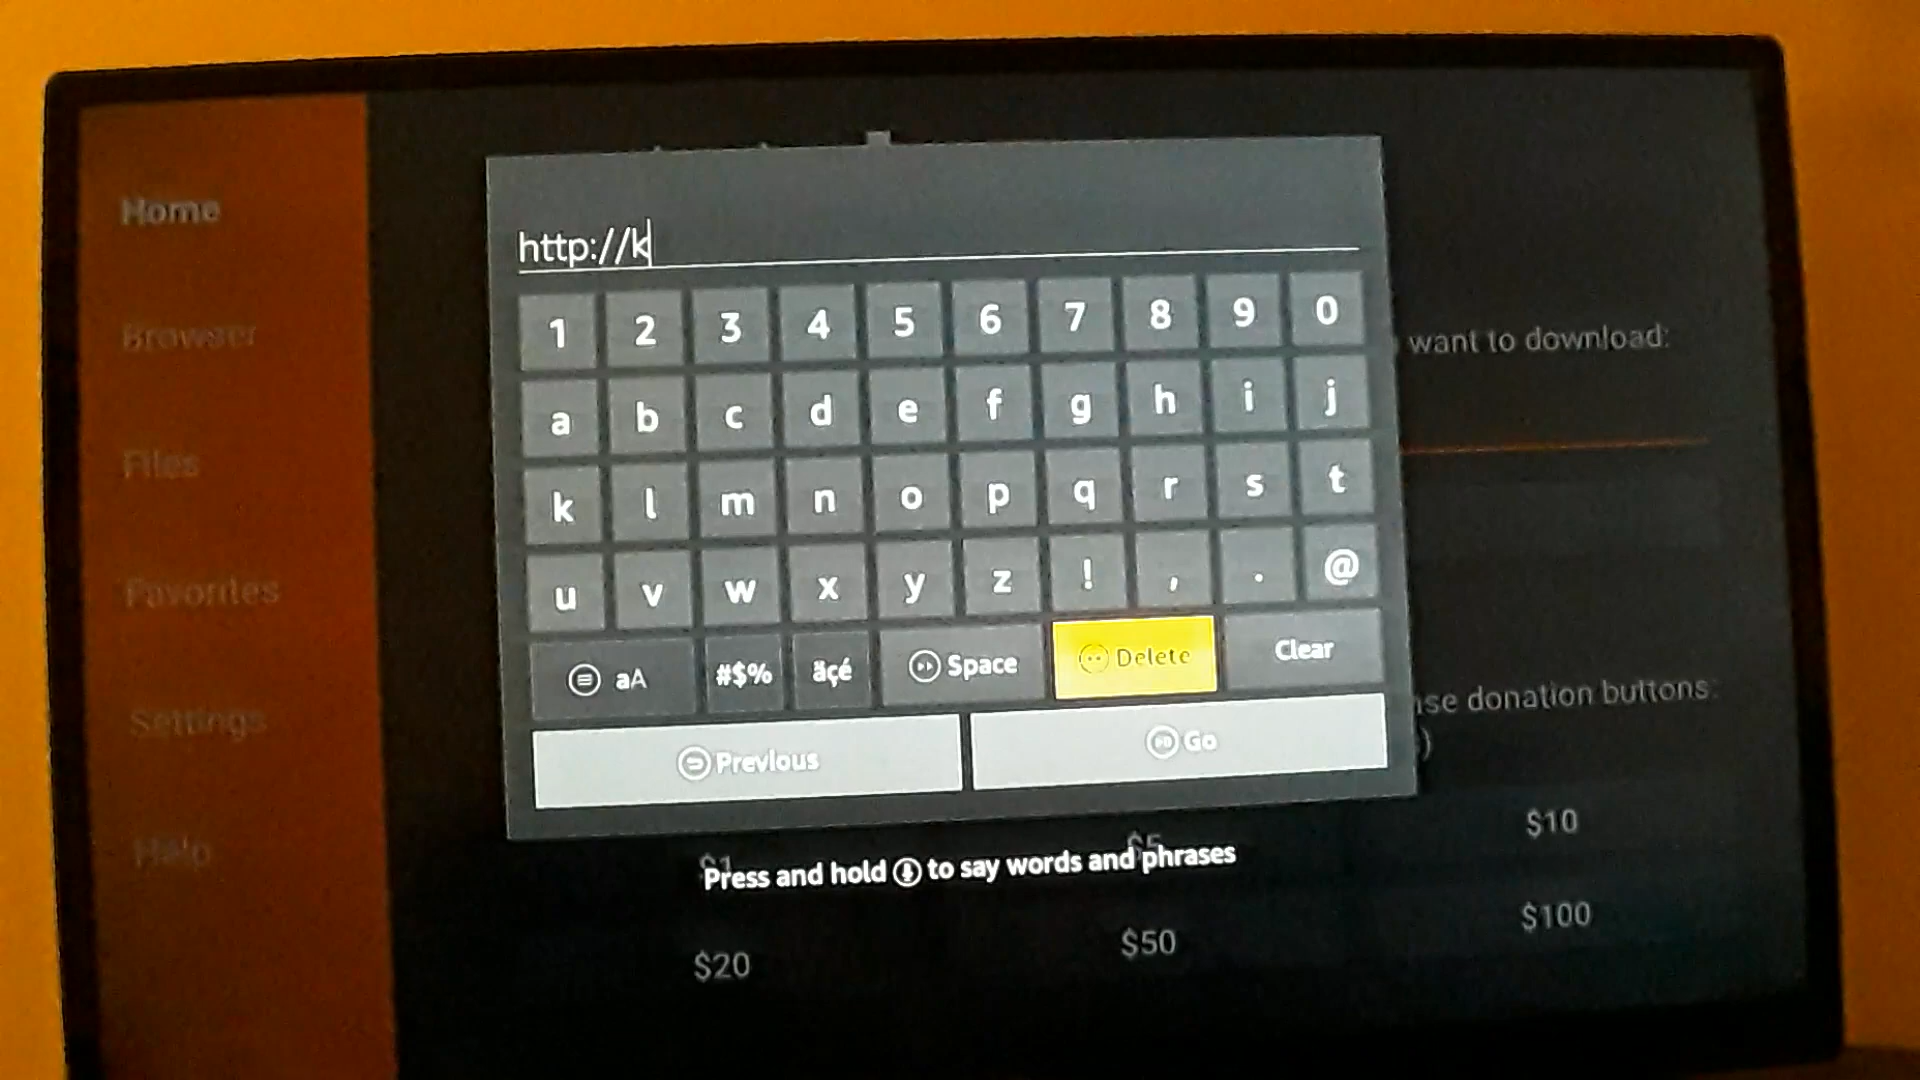 Home
Browser
Files
Favorites
Settings
Help
want to download:
http://k
1 2 3 4 5 6 7 8 9 0
a b c d e f g h i j
k l m n o p q r s t
u v w x y z ! , . @
aA #$% äçé Space Delete Clear
Previous Go
donation buttons:
)
$1 $5 $10
Press and hold to say words and phrases
$20 $50 $100